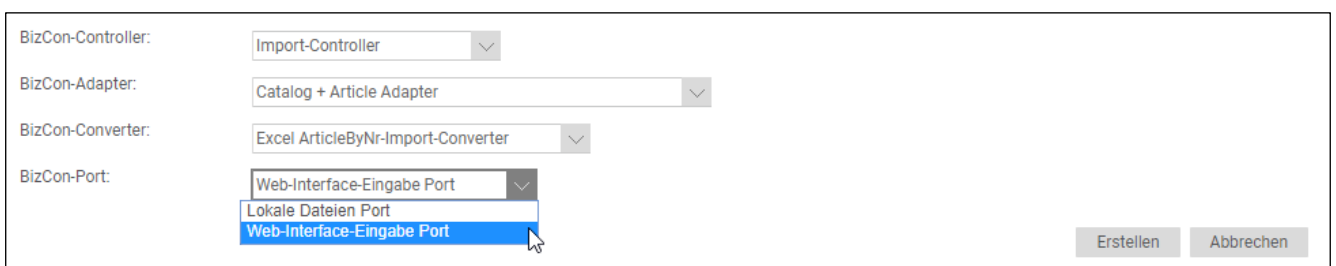 BizCon-Controller: Import-Controller
BizCon-Adapter: Catalog + Article Adapter
BizCon-Converter: Excel ArticleByNr-Import-Converter
BizCon-Port: Web-Interface-Eingabe Port
Lokale Dateien Port
Web-Interface-Eingabe Port
Erstellen Abbrechen